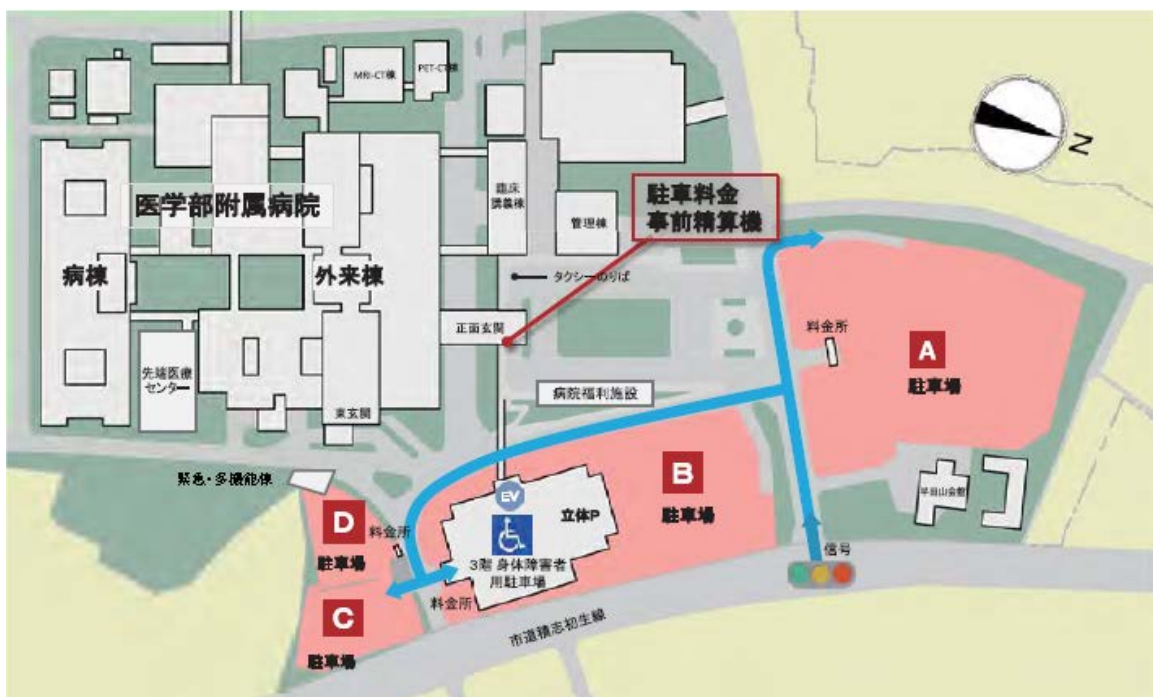 MRI-CT棟
PET-CT棟
N
医学部附属病院
臨床
講義棟
管理棟
駐車料金
事前精算機
病棟
外来棟
タクシーのりば
正面玄関
料金所
A
駐車場
先端医療
センター
病院福利施設
東玄関
緊急・多機能棟
B
駐車場
EV
立体P
半田山会館
D
駐車場
料金所
3階 身体障害者
用駐車場
信号
C
駐車場
料金所
市道積志初生線